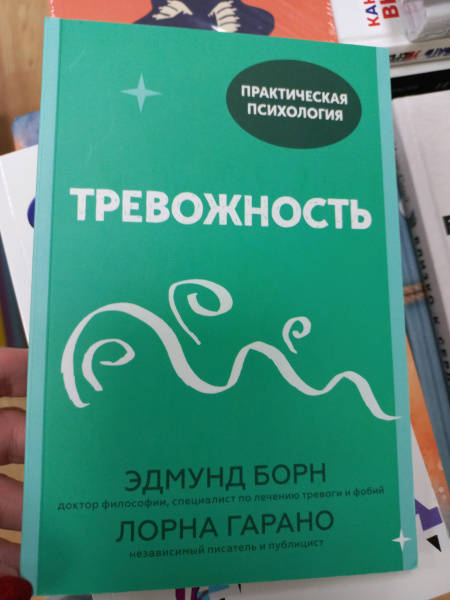 ПРАКТИЧЕСКАЯ
ПСИХОЛОГИЯ
ТРЕВОЖНОСТЬ
ЭДМУНД БОРН
доктор философии, специалист по лечению тревоги и фобий
ЛОРНА ГАРАНО
независимый писатель и публицист